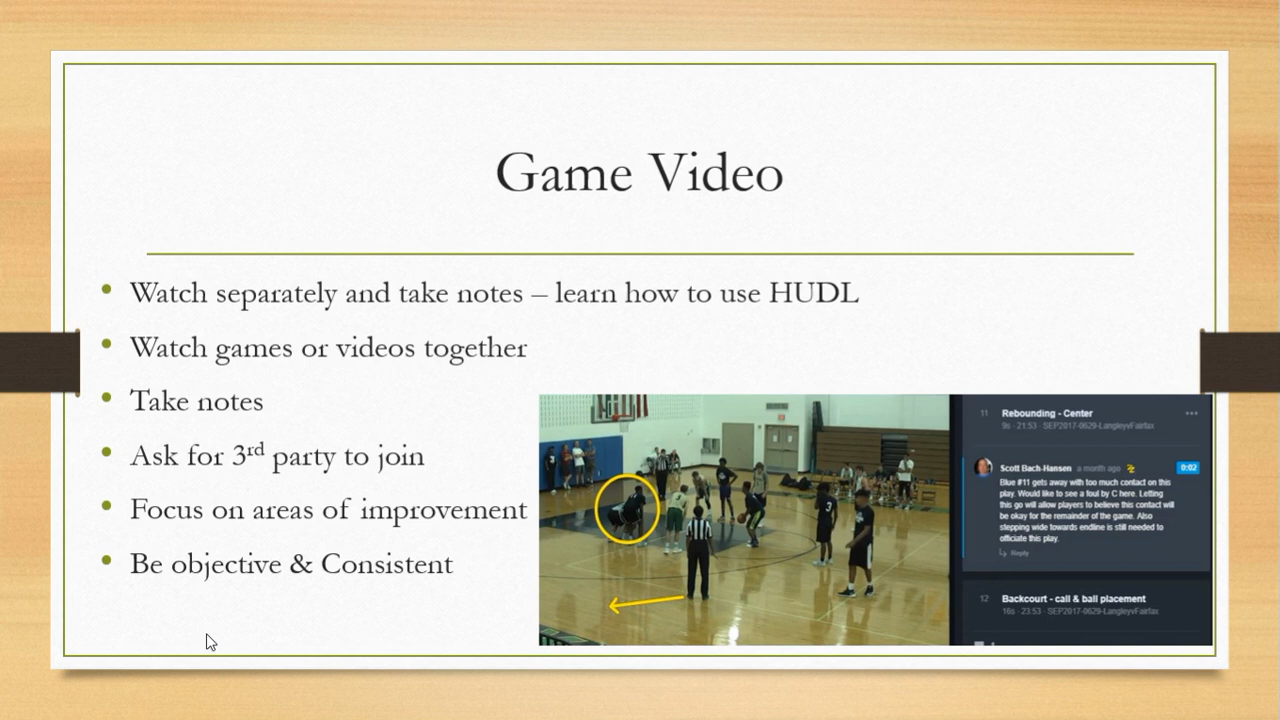 Game Video
Watch separately and take notes – learn how to use HUDL
Watch games or videos together
Take notes
Ask for 3rd party to join
Focus on areas of improvement
Be objective & Consistent
3
11 Rebounding - Center
9s · 21:53 · SEP2017-0629-LangleyvFairfax
Scott Bach-Hansen a month ago 0:02
Blue #11 gets away with too much contact on this
play. Would like to see a foul by C here. Letting
this go will allow players to believe this contact will
be okay for the remainder of the game. Also
stepping wide towards endline is still needed to
officiate this play.
Reply
12 Backcourt - call & ball placement
16s · 23:53 · SEP2017-0629-LangleyvFairfax